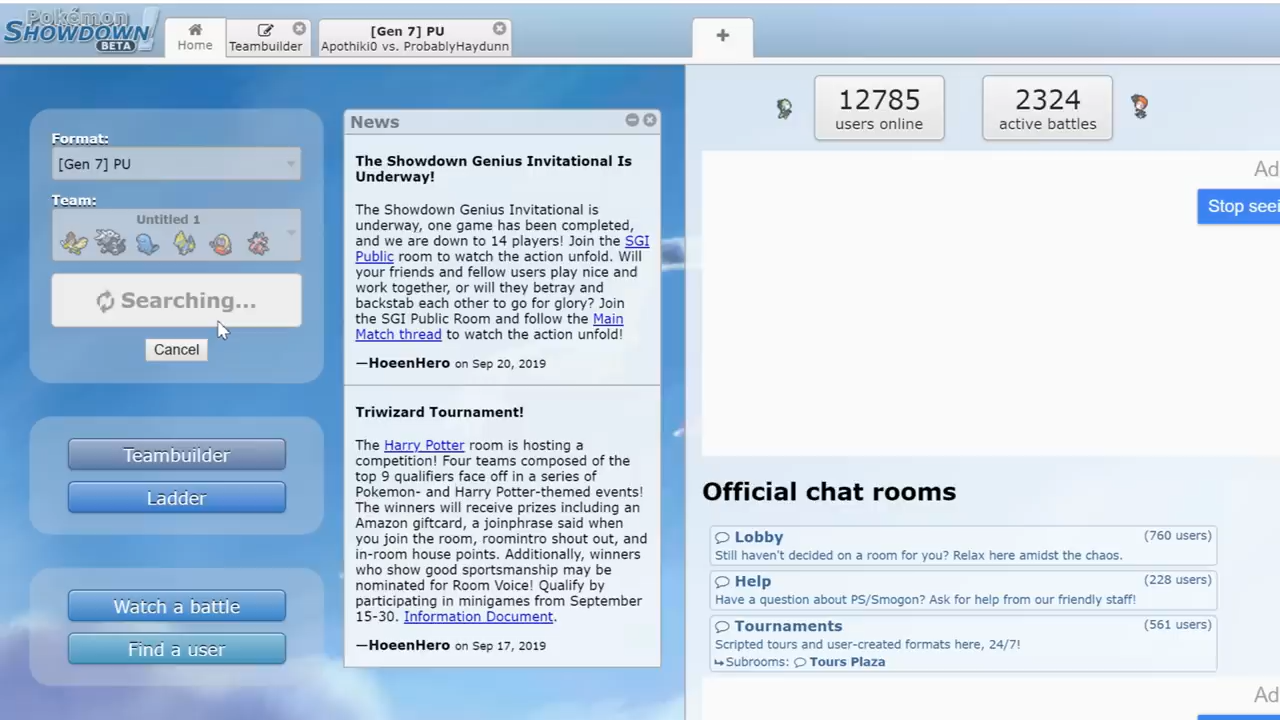 Pokémon
SHOWDOWN!
BETA
Home
Teambuilder
[Gen 7] PU
Apothiki0 vs. ProbablyHaydunn
+
Format:
[Gen 7] PU
Team:
Untitled 1
Searching...
Cancel
Teambuilder
Ladder
Watch a battle
Find a user
News
The Showdown Genius Invitational Is
Underway!
The Showdown Genius Invitational is
underway, one game has been completed,
and we are down to 14 players! Join the SGI
Public room to watch the action unfold. Will
your friends and fellow users play nice and
work together, or will they betray and
backstab each other to go for glory? Join
the SGI Public Room and follow the Main
Match thread to watch the action unfold!
—HoeenHero on Sep 20, 2019
Triwizard Tournament!
The Harry Potter room is hosting a
competition! Four teams composed of the
top 9 qualifiers face off in a series of
Pokemon- and Harry Potter-themed events!
The winners will receive prizes including an
Amazon giftcard, a joinphrase said when
you join the room, roomintro shout out, and
in-room house points. Additionally, winners
who show good sportsmanship may be
nominated for Room Voice! Qualify by
participating in minigames from September
15-30. Information Document.
—HoeenHero on Sep 17, 2019
12785
users online
2324
active battles
Ad
Stop seei
Official chat rooms
Lobby (760 users)
Still haven't decided on a room for you? Relax here amidst the chaos.
Help (228 users)
Have a question about PS/Smogon? Ask for help from our friendly staff!
Tournaments (561 users)
Scripted tours and user-created formats here, 24/7!
↳Subrooms: Tours Plaza
Ad